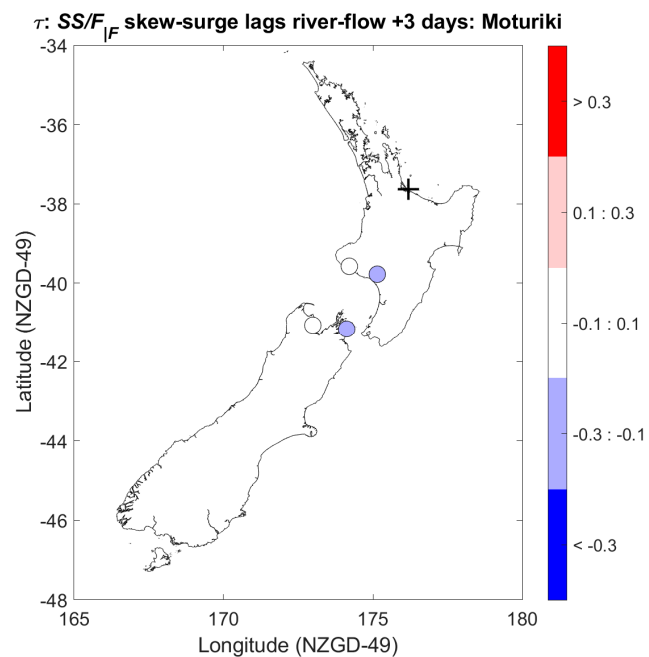 τ: SS/F|F skew-surge lags river-flow +3 days: Moturiki
-34
-36
-38
-40
-42
-44
-46
-48
165
170
175
180
Latitude (NZGD-49)
Longitude (NZGD-49)
> 0.3
0.1 : 0.3
-0.1 : 0.1
-0.3 : -0.1
< -0.3